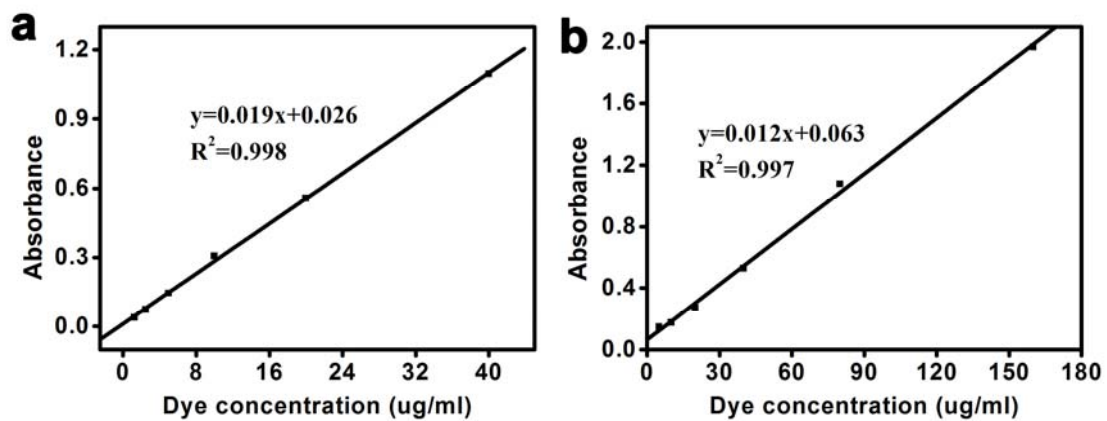 a
1.2
0.9
0.6
0.3
0.0
Absorbance
y=0.019x+0.026
R²=0.998
0 8 16 24 32 40
Dye concentration (ug/ml)
b
2.0
1.6
1.2
0.8
0.4
0.0
Absorbance
y=0.012x+0.063
R²=0.997
0 30 60 90 120 150 180
Dye concentration (ug/ml)